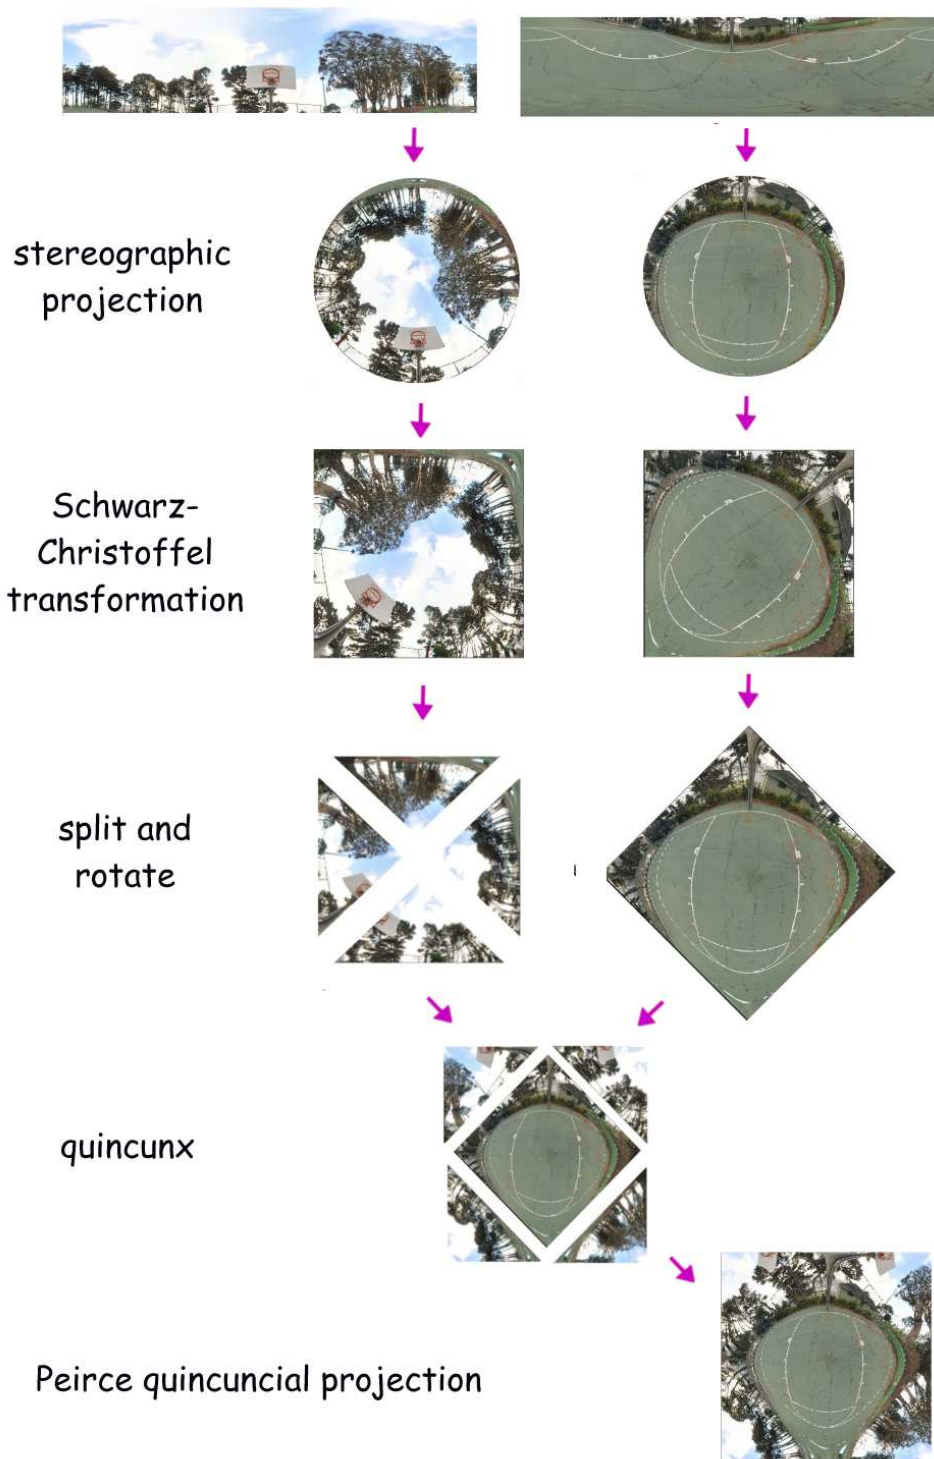 stereographic
projection
Schwarz-
Christoffel
transformation
split and
rotate
quincunx
Peirce quincuncial projection